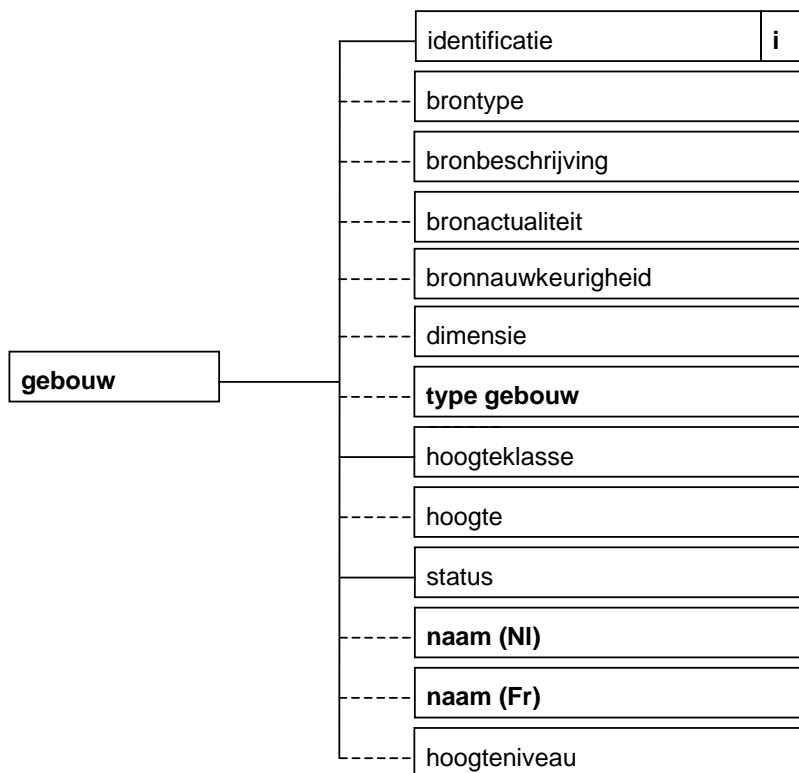 identificatie i
brontype
bronbeschrijving
bronactualiteit
bronnauwkeurigheid
dimensie
gebouw
type gebouw
hoogteklasse
hoogte
status
naam (Nl)
naam (Fr)
hoogteniveau